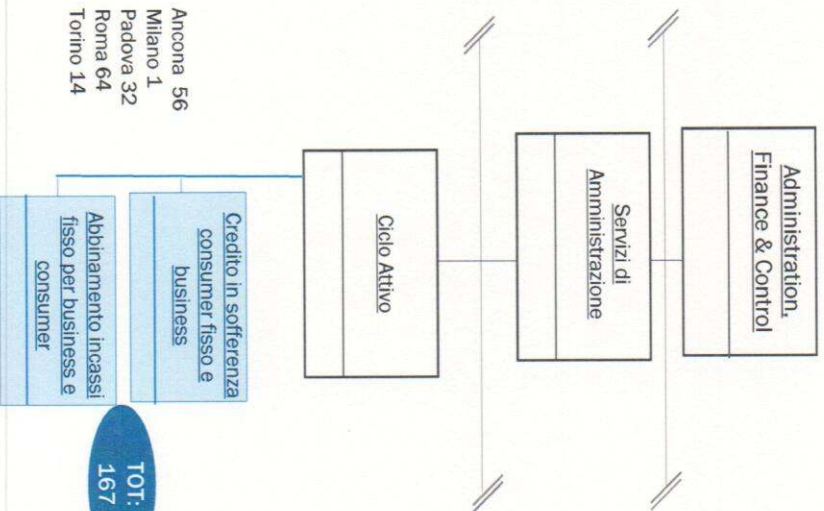 Administration,
Finance & Control
Servizi di
Amministrazione
Ciclo Attivo
Credito in sofferenza
consumer fisso e
business
Abbinamento incassi
fisso per business e
consumer
TOT:
167
Ancona 56
Milano 1
Padova 32
Roma 64
Torino 14